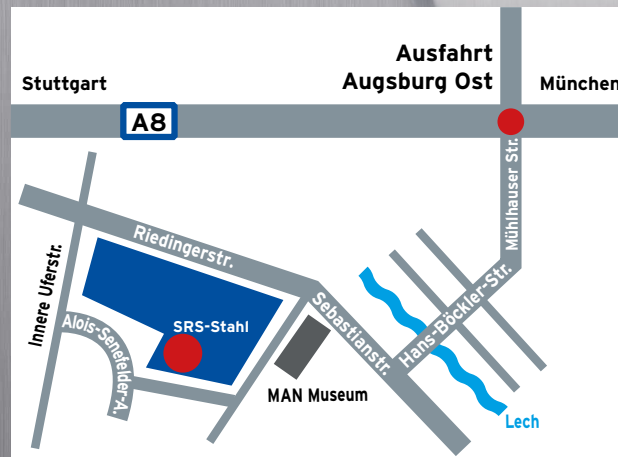 Ausfahrt
Augsburg Ost
Stuttgart
München
A8
Mühlhauser Str.
Riedingerstr.
Innere Uferstr.
Sebastianstr.
Hans-Böckler-Str.
SRS-Stahl
Alois-Senefelder-A.
MAN Museum
Lech